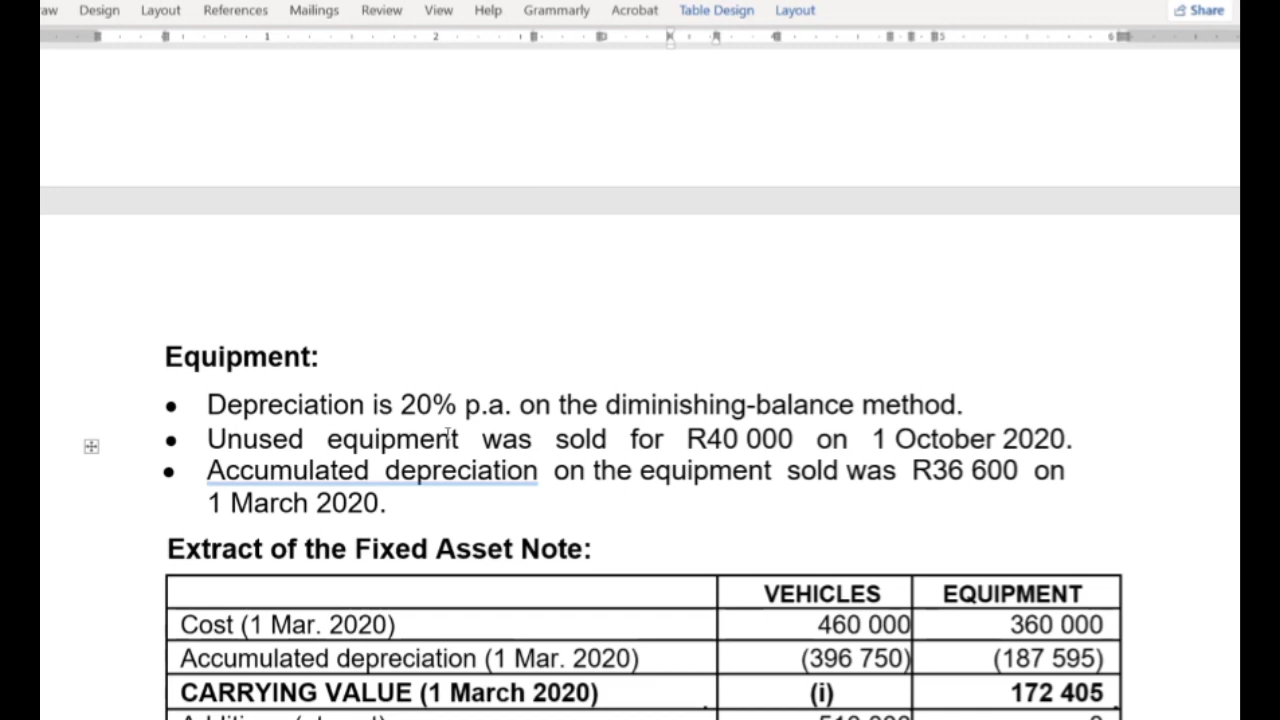 aw Design Layout References Mailings Review View Help Grammarly Acrobat Table Design Layout Share
1 2 5 6
Equipment:
• Depreciation is 20% p.a. on the diminishing-balance method.
• Unused equipment was sold for R40 000 on 1 October 2020.
• Accumulated depreciation on the equipment sold was R36 600 on
1 March 2020.
Extract of the Fixed Asset Note:
VEHICLES EQUIPMENT
Cost (1 Mar. 2020) 460 000 360 000
Accumulated depreciation (1 Mar. 2020) (396 750) (187 595)
CARRYING VALUE (1 March 2020) (i) 172 405